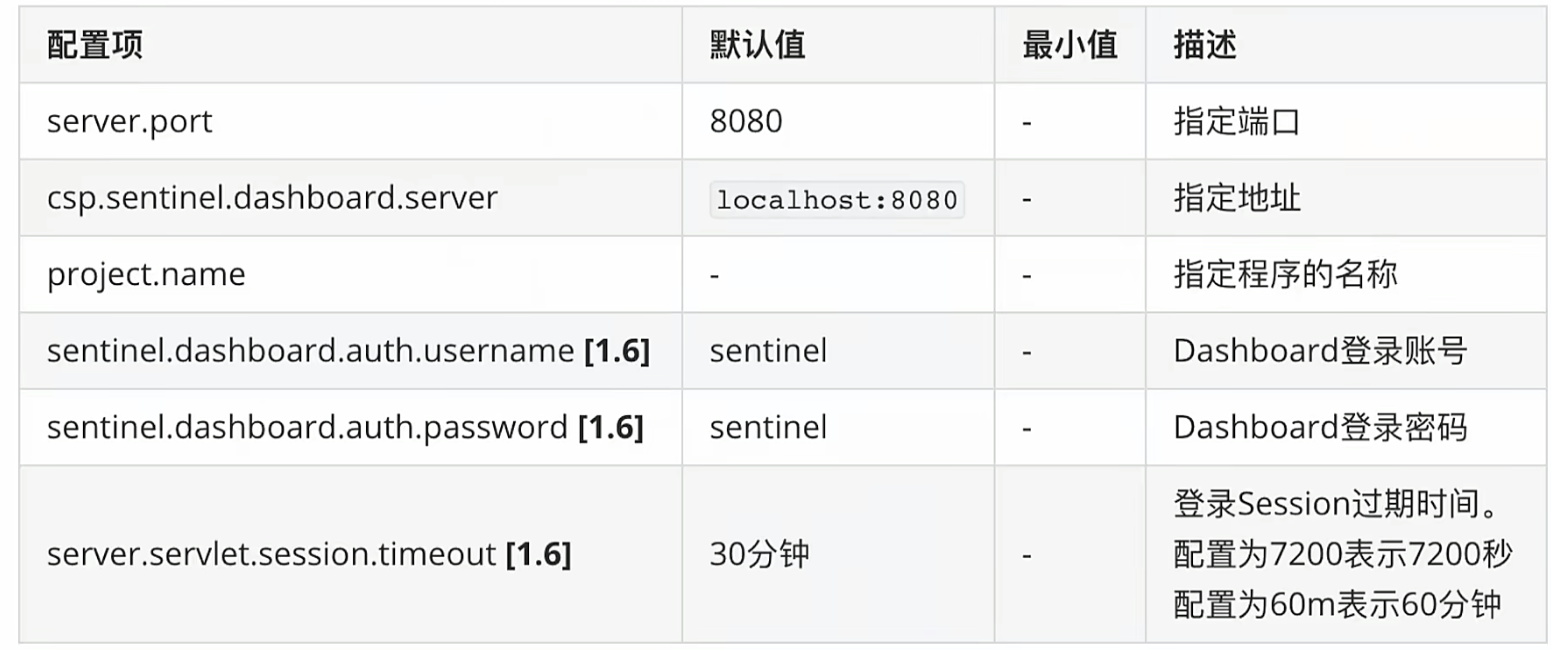 配置项 默认值 最小值 描述
server.port 8080 - 指定端口
csp.sentinel.dashboard.server localhost:8080 - 指定地址
project.name - - 指定程序的名称
sentinel.dashboard.auth.username [1.6] sentinel - Dashboard登录账号
sentinel.dashboard.auth.password [1.6] sentinel - Dashboard登录密码
server.servlet.session.timeout [1.6] 30分钟 - 登录Session过期时间。
配置为7200表示7200秒
配置为60m表示60分钟